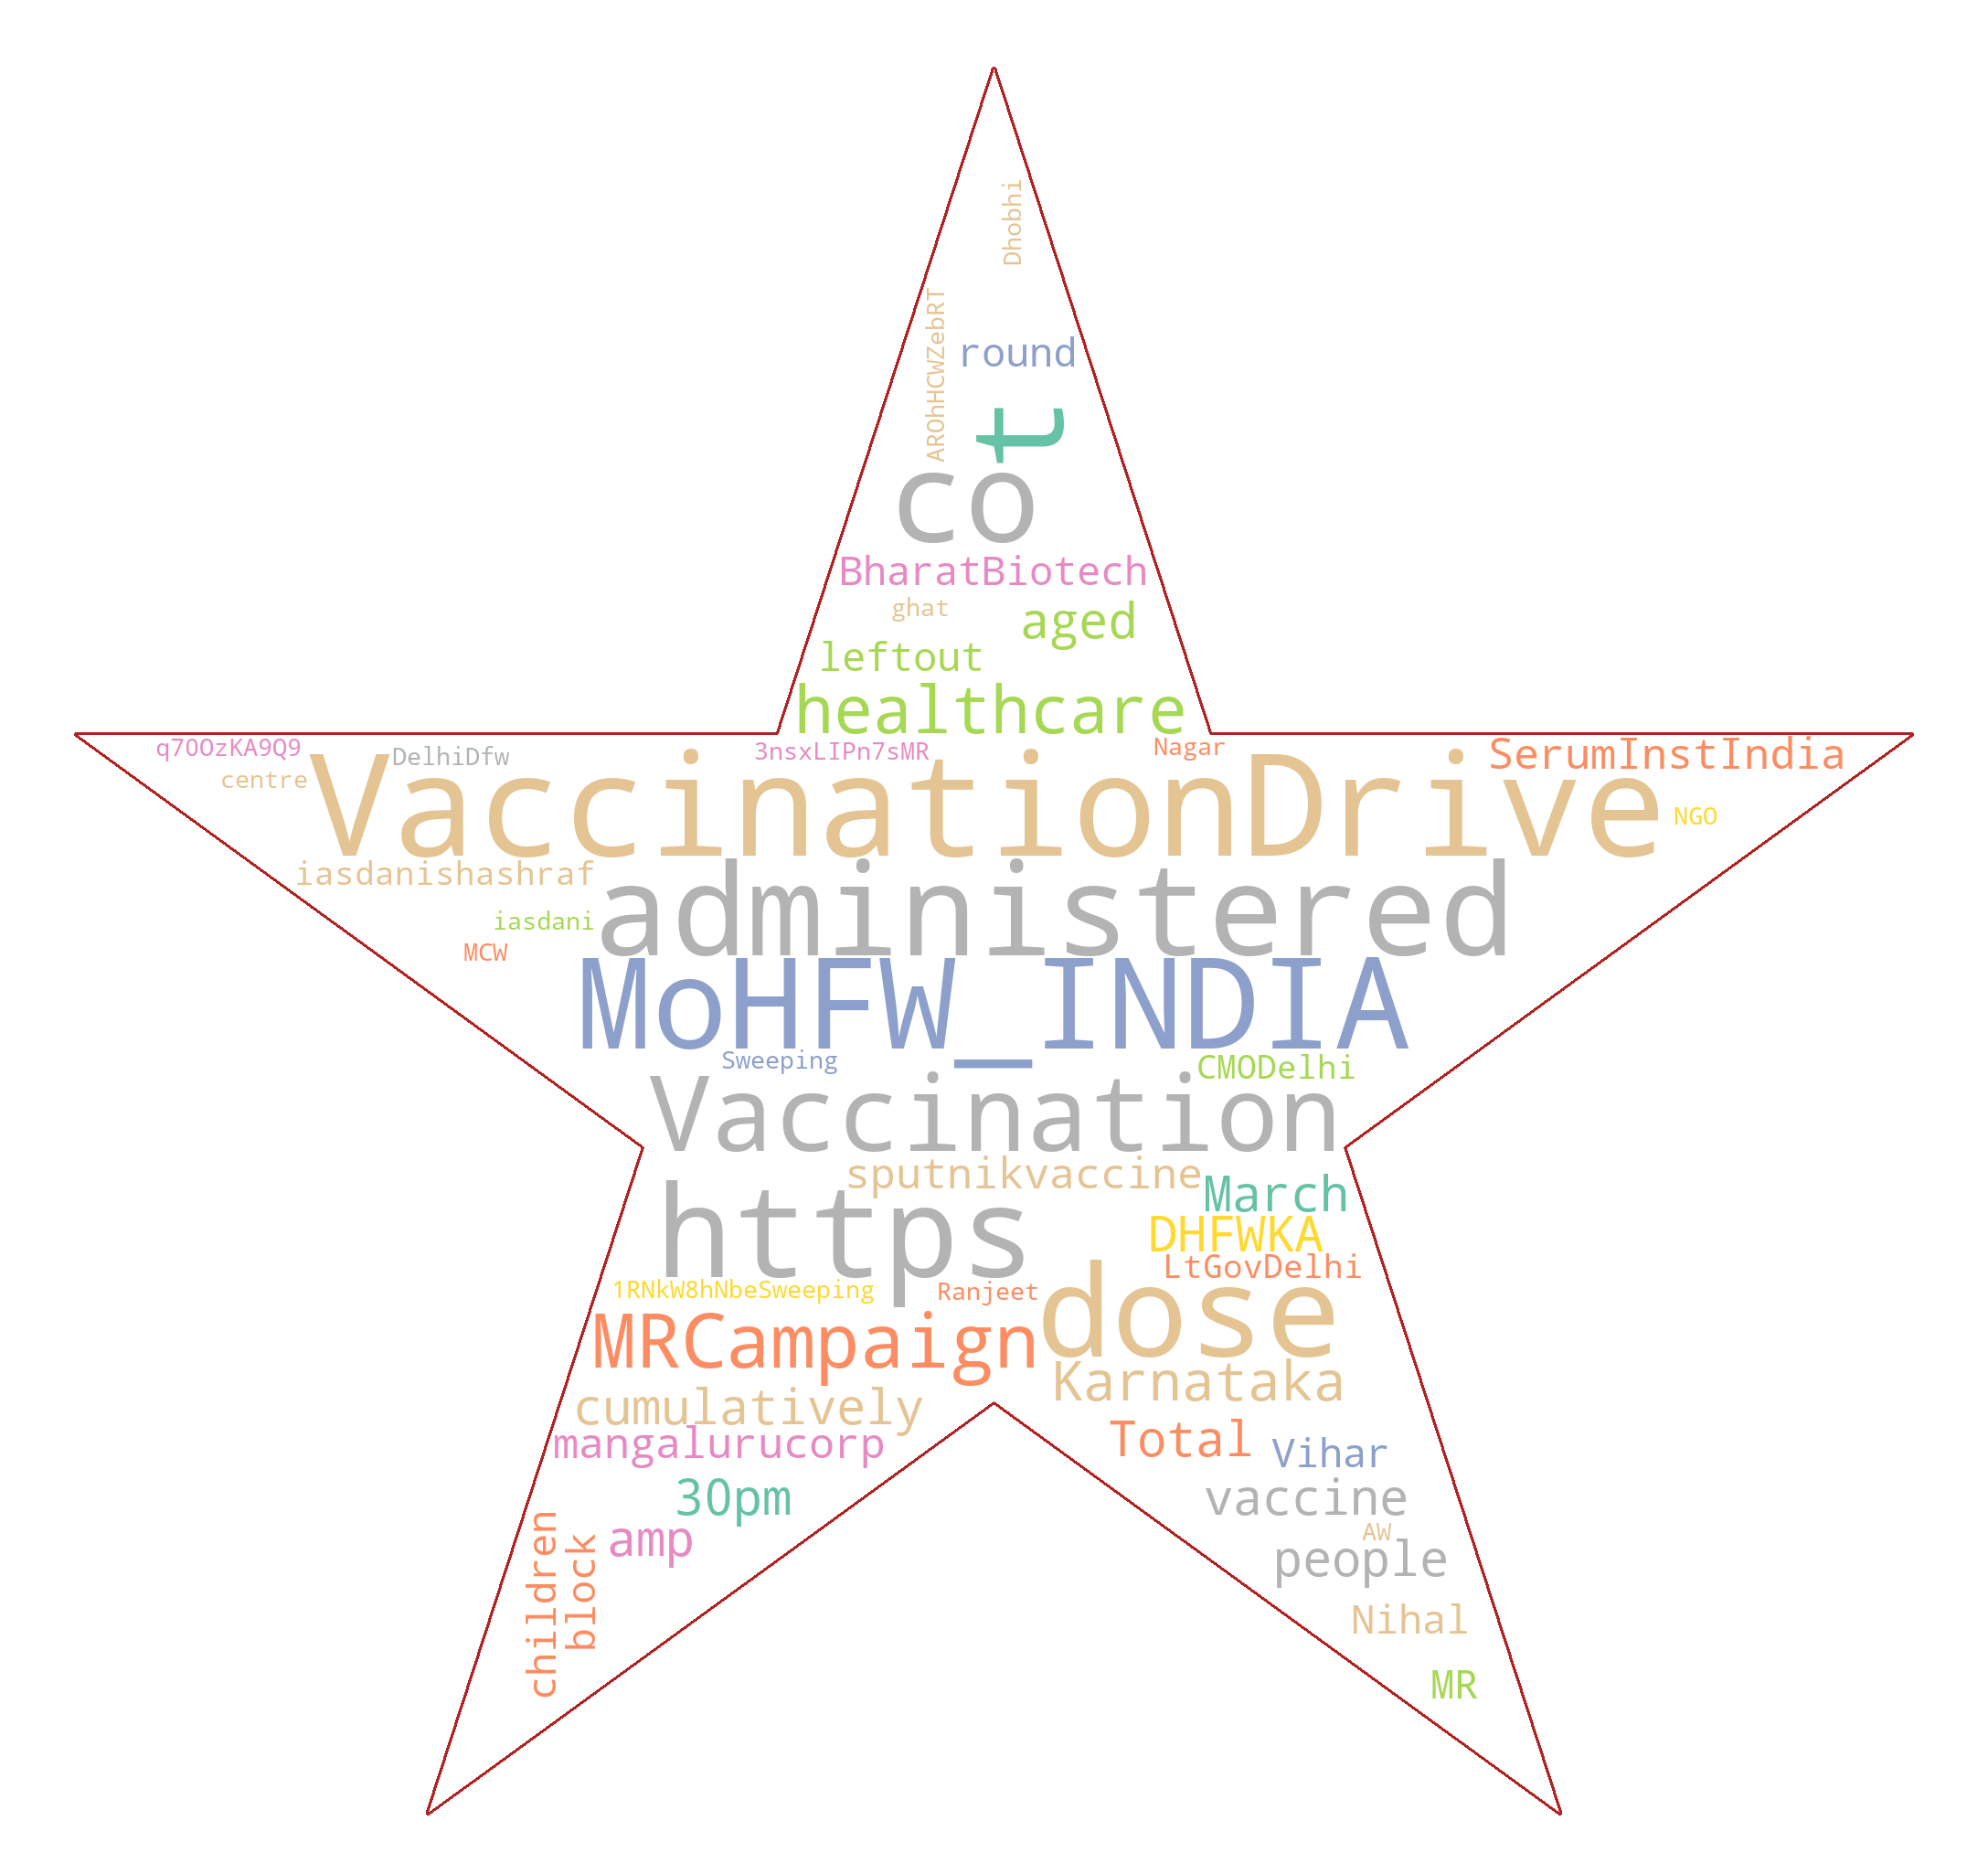 Dhobhi
AROhHCWZebRT
round
t
co
BharatBiotech
ghat
aged
leftout
healthcare
q7OOzKA9Q9
DelhiDfw
3nsxLIPn7sMR
Nagar
SerumInstIndia
centre
VaccinationDrive
NGO
iasdanishashraf
administered
iasdani
MCW
MoHFW_INDIA
Sweeping
CMODelhi
Vaccination
sputnikvaccine
March
https
DHFWKA
LtGovDelhi
1RNkW8hNbeSweeping
Ranjeet
dose
MRCampaign
Karnataka
cumulatively
mangalurucorp
Total
Vihar
30pm
vaccine
amp
AW
people
children
block
Nihal
MR